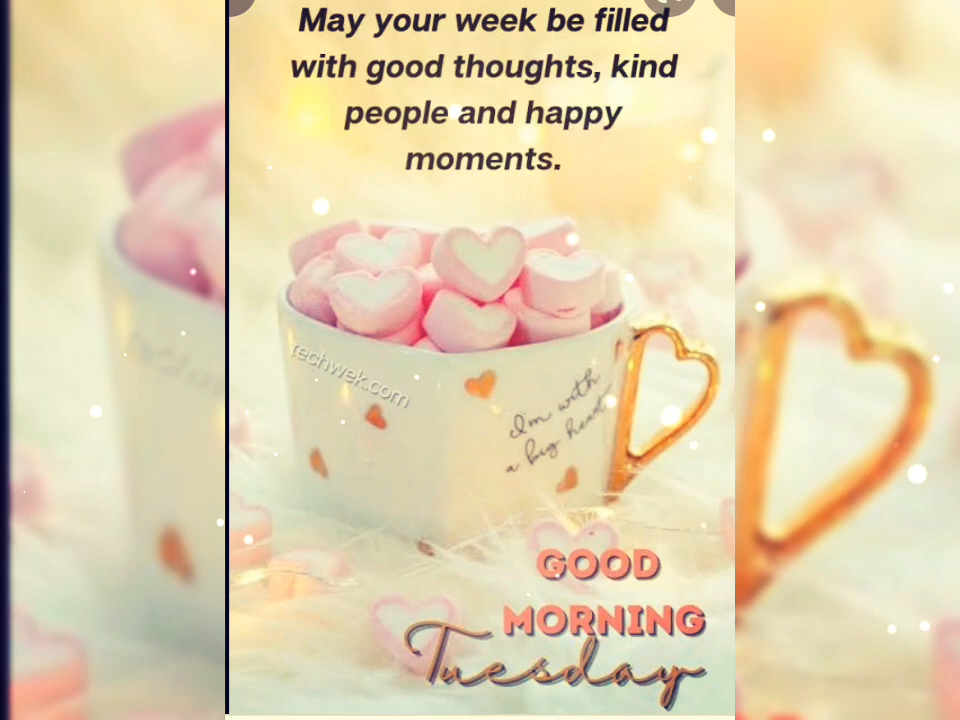 May your week be filled
with good thoughts, kind
people and happy
moments.
techwek.com
I'm with
a big heart
GOOD
MORNING
Tuesday